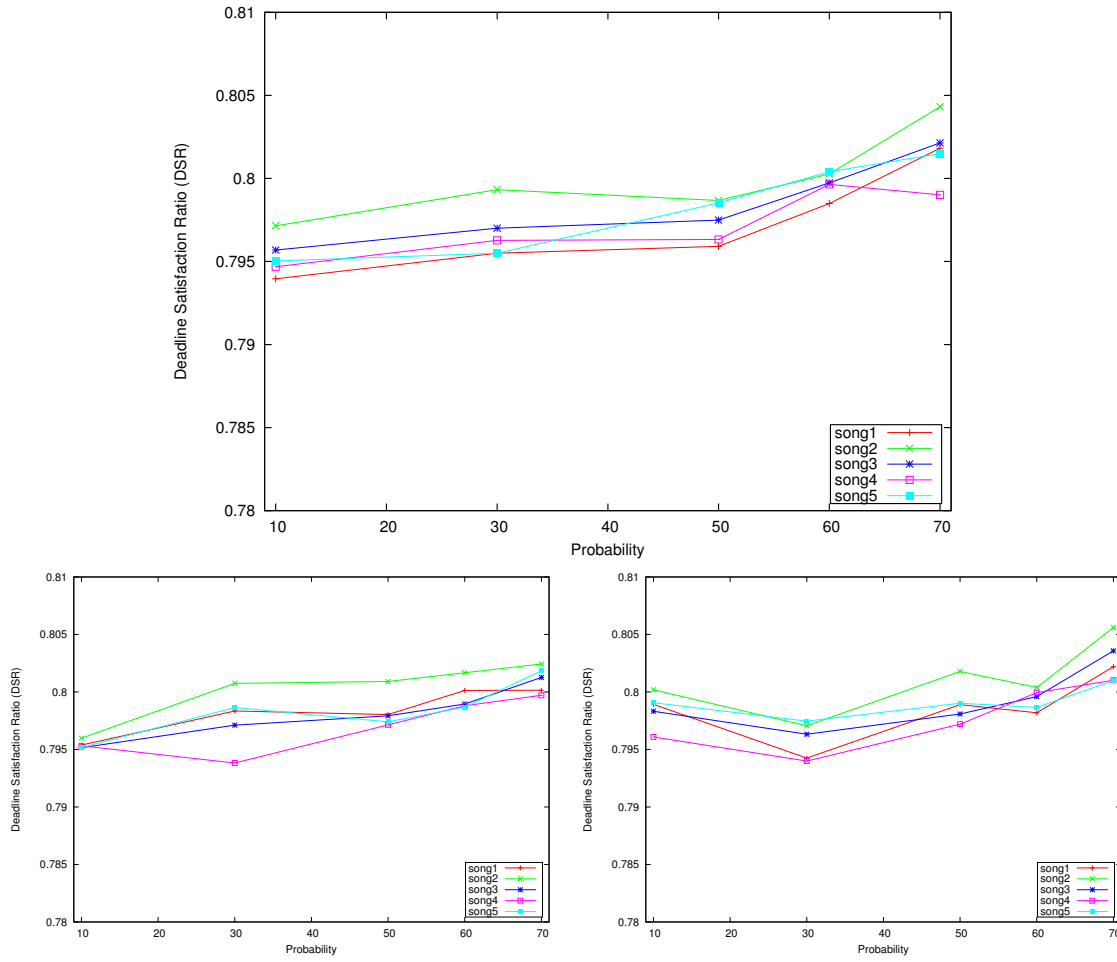 0.81
0.805
0.8
0.795
0.79
0.785
0.78
Deadline Satisfaction Ratio (DSR)
song1
song2
song3
song4
song5
10 20 30 40 50 60 70
Probability
0.81
0.805
0.8
0.795
0.79
0.785
0.78
Deadline Satisfaction Ratio (DSR)
song1
song2
song3
song4
song5
10 20 30 40 50 60 70
Probability
0.81
0.805
0.8
0.795
0.79
0.785
0.78
Deadline Satisfaction Ratio (DSR)
song1
song2
song3
song4
song5
10 20 30 40 50 60 70
Probability